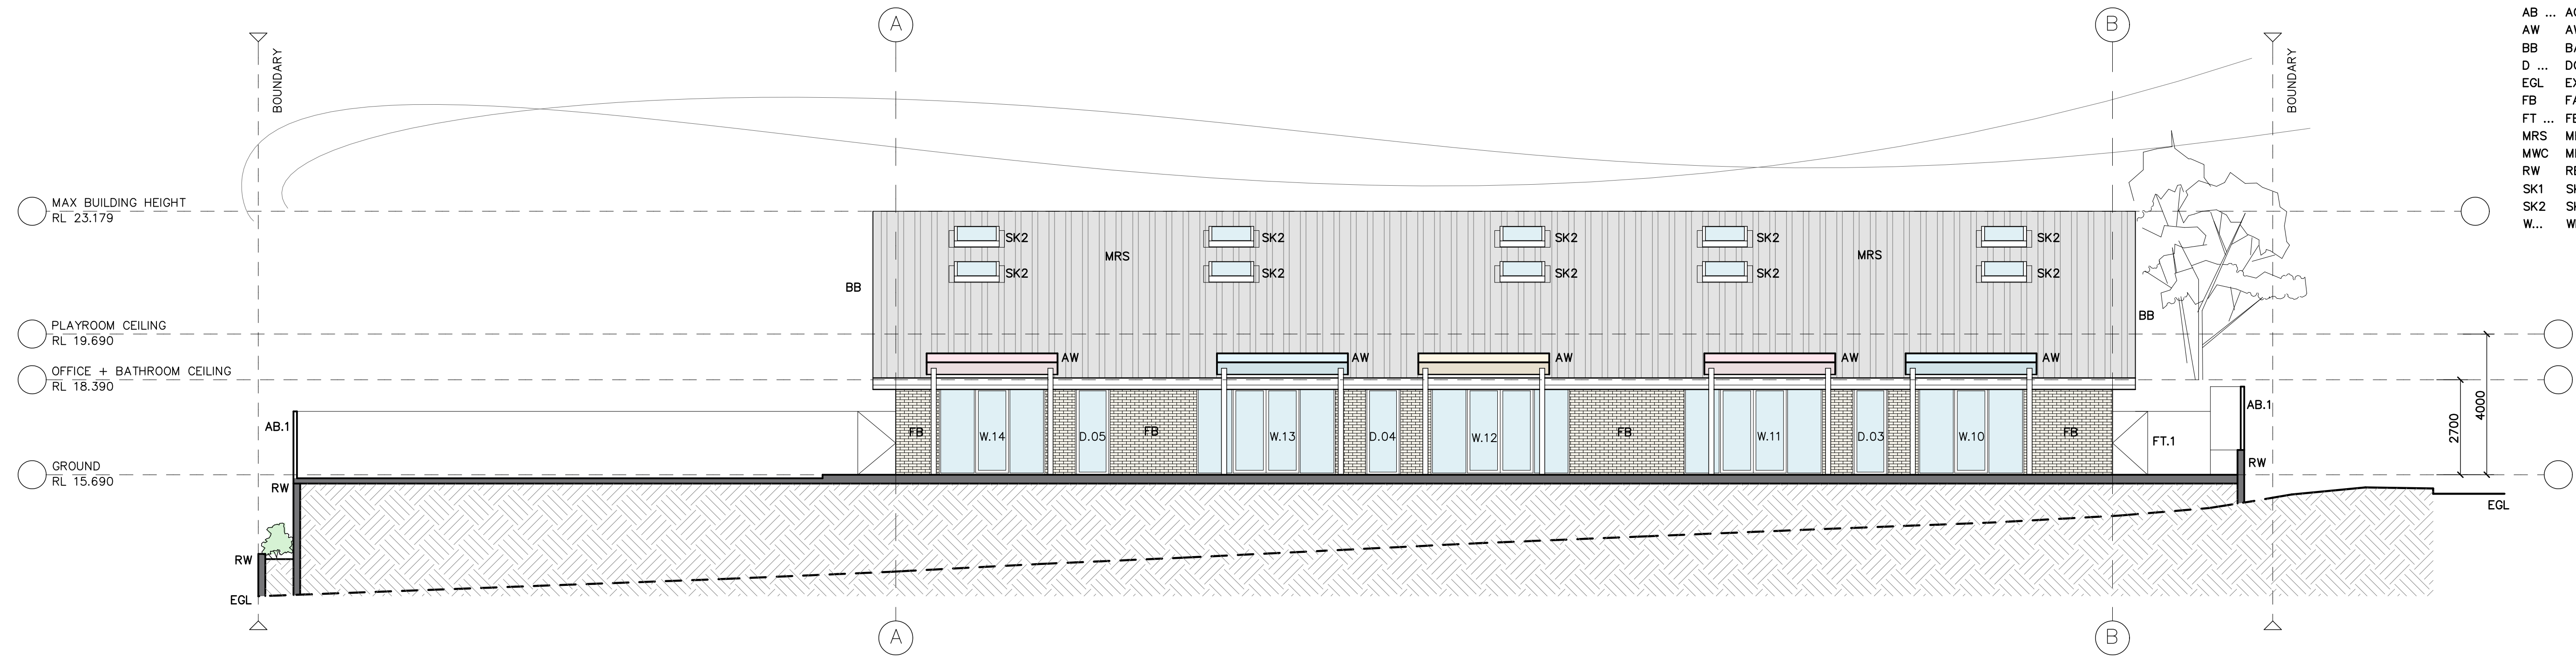 A
B
BOUNDARY
BOUNDARY
AB ...
AW
BB
D ...
EGL
FB
FT ...
MRS
MWC
RW
SK1
SK2
W...
MAX BUILDING HEIGHT
RL 23.179
SK2 SK2 SK2 SK2 SK2
MRS MRS
SK2 SK2 SK2 SK2 SK2
BB
BB
PLAYROOM CEILING
RL 19.690
AW AW AW AW AW
OFFICE + BATHROOM CEILING
RL 18.390
4000
2700
AB.1
AB.1
FB W.14 D.05 FB W.13 D.04 W.12 FB W.11 D.03 W.10 FB
FT.1
GROUND
RL 15.690
RW
RW
EGL
RW
EGL
A
B